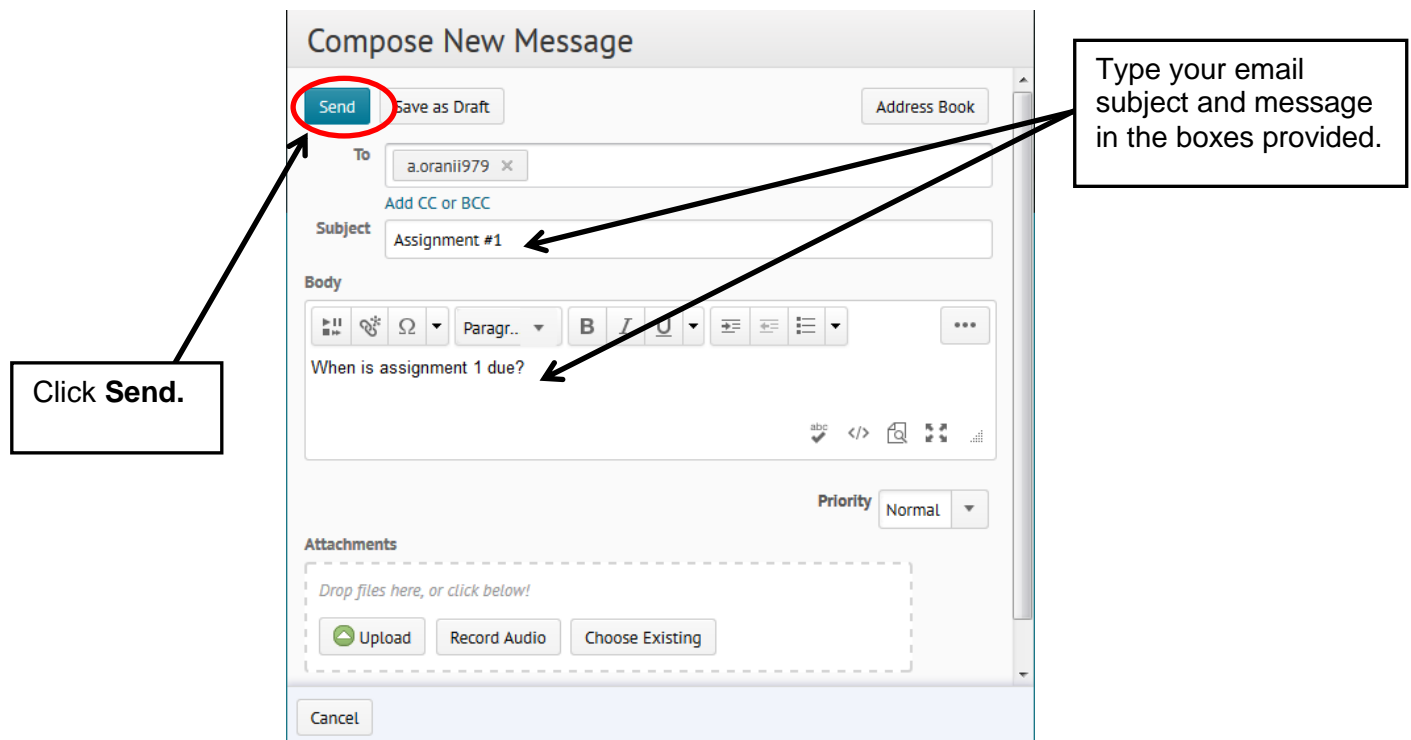 Compose New Message
Send Save as Draft Address Book
To a.oranii979
Add CC or BCC
Subject Assignment #1
Body
Ω Paragr.. B I U
When is assignment 1 due?
abc </>
Priority Normal
Attachments
Drop files here, or click below!
Upload Record Audio Choose Existing
Cancel
Type your email
subject and message
in the boxes provided.
Click Send.